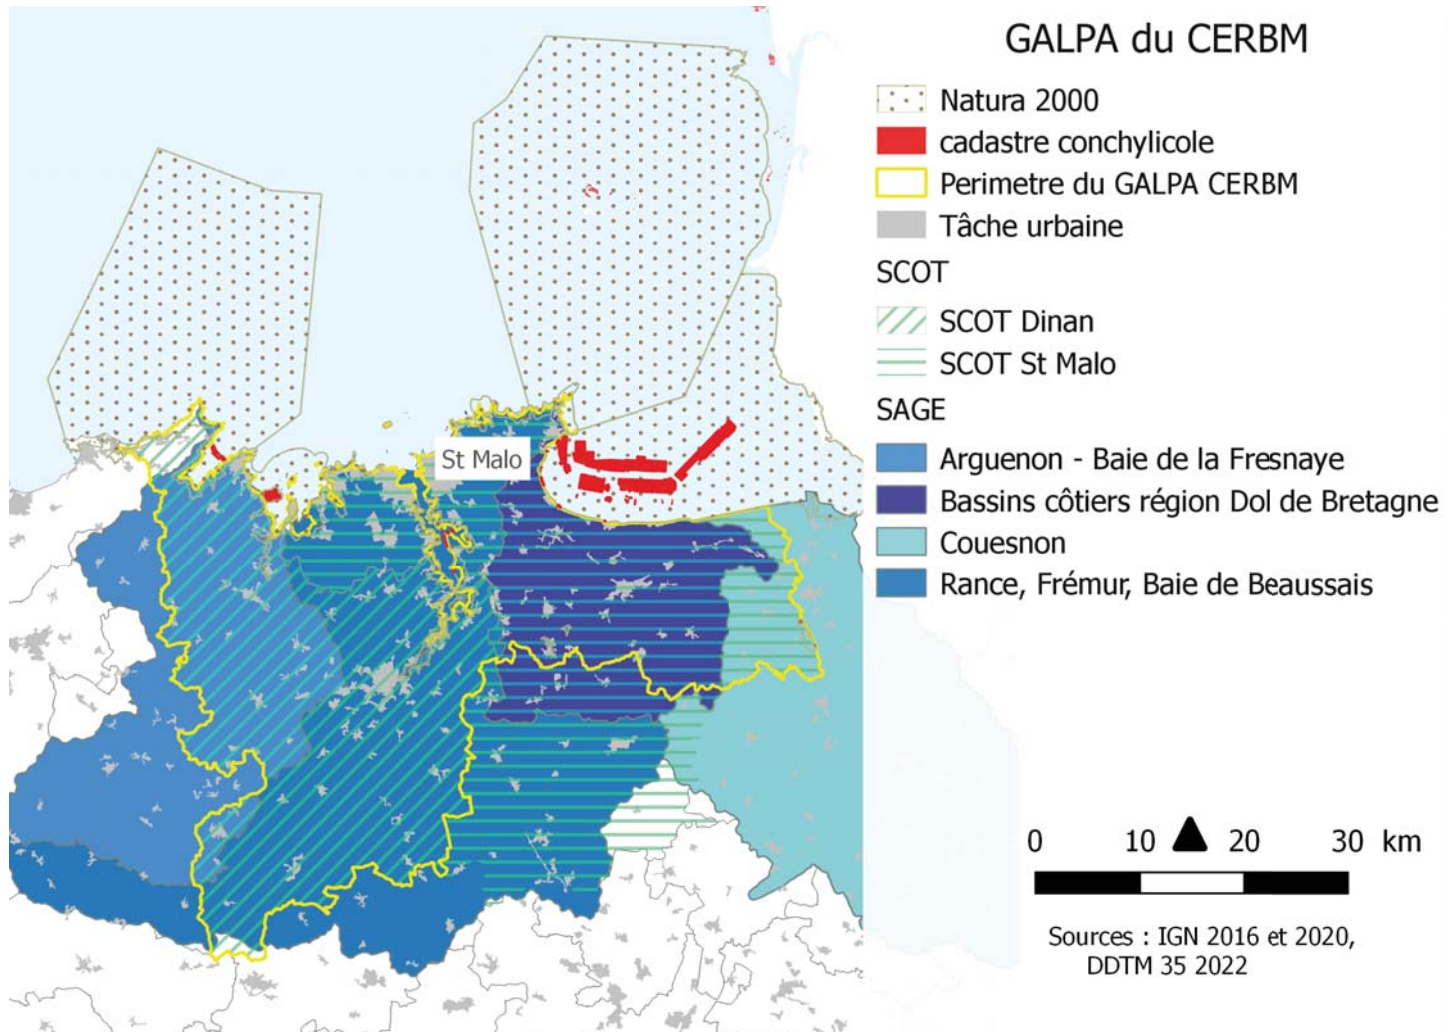 GALPA du CERBM
Natura 2000
cadastre conchylicole
Perimetre du GALPA CERBM
Tâche urbaine
SCOT
SCOT Dinan
SCOT St Malo
SAGE
Arguenon - Baie de la Fresnaye
Bassins côtiers région Dol de Bretagne
Couesnon
Rance, Frémur, Baie de Beaussais
St Malo
0 10 20 30 km
Sources : IGN 2016 et 2020,
DDTM 35 2022